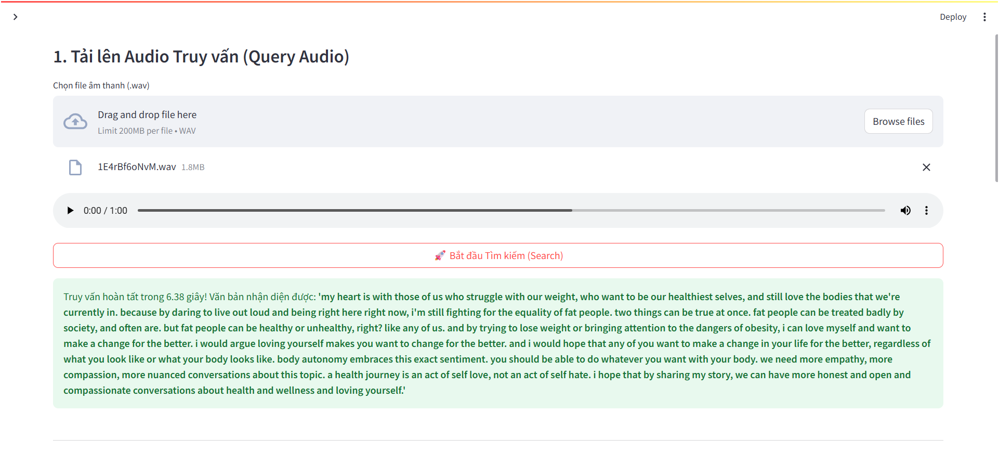 Deploy
1. Tải lên Audio Truy vấn (Query Audio)
Chọn file âm thanh (.wav)
Drag and drop file here
Limit 200MB per file • WAV
Browse files
1E4rBf6oNvM.wav 1.8MB
0:00 / 1:00
🚀 Bắt đầu Tìm kiếm (Search)
Truy vấn hoàn tất trong 6.38 giây! Văn bản nhận diện được: 'my heart is with those of us who struggle with our weight, who want to be our healthiest selves, and still love the bodies that we're
currently in. because by daring to live out loud and being right here right now, i'm still fighting for the equality of fat people. two things can be true at once. fat people can be treated badly by
society, and often are. but fat people can be healthy or unhealthy, right? like any of us. and by trying to lose weight or bringing attention to the dangers of obesity, i can love myself and want to
make a change for the better. i would argue loving yourself makes you want to change for the better. and i would hope that any of you want to make a change in your life for the better, regardless of
what you look like or what your body looks like. body autonomy embraces this exact sentiment. you should be able to do whatever you want with your body. we need more empathy, more
compassion, more nuanced conversations about this topic. a health journey is an act of self love, not an act of self hate. i hope that by sharing my story, we can have more honest and open and
compassionate conversations about health and wellness and loving yourself.'